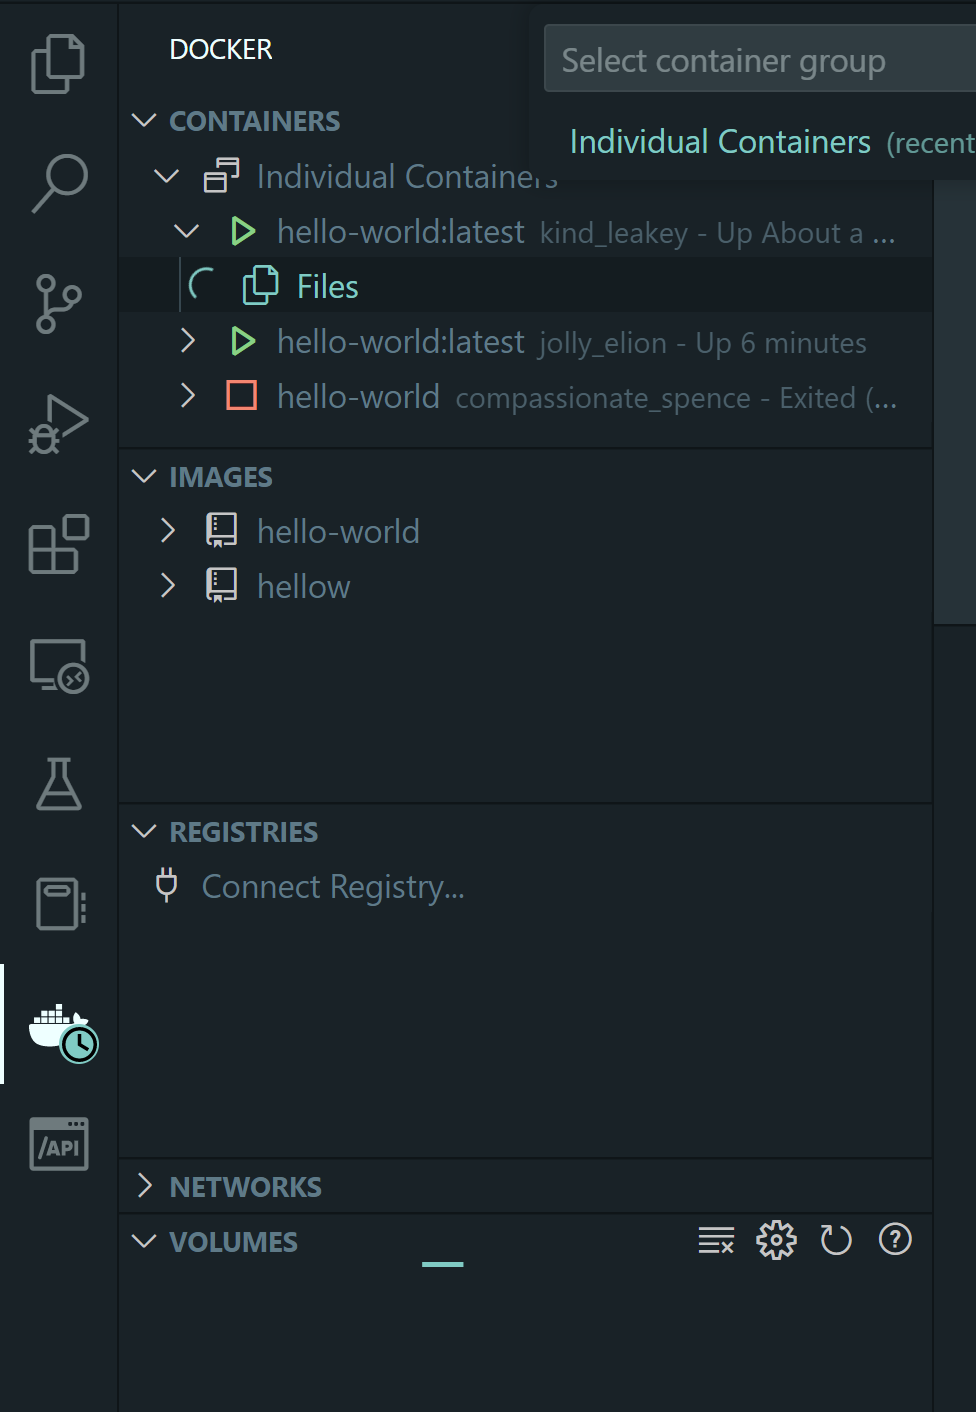 DOCKER
Select container group
CONTAINERS
Individual Containers (recent
Individual Containers
hello-world:latest kind_leakey - Up About a ...
Files
hello-world:latest jolly_elion - Up 6 minutes
hello-world compassionate_spence - Exited (...
IMAGES
hello-world
hellow
REGISTRIES
Connect Registry...
/API
NETWORKS
VOLUMES